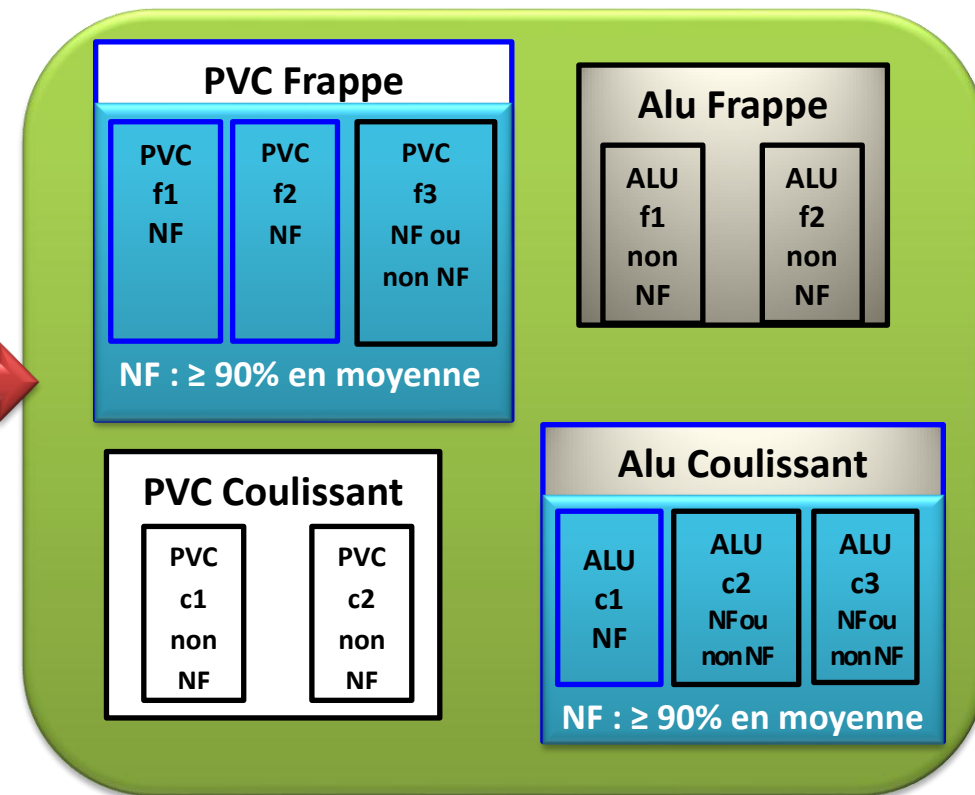 PVC Frappe
PVC
f1
NF
PVC
f2
NF
PVC
f3
NF ou
non NF
NF : ≥ 90% en moyenne
Alu Frappe
ALU
f1
non
NF
ALU
f2
non
NF
PVC Coulissant
PVC
c1
non
NF
PVC
c2
non
NF
Alu Coulissant
ALU
c1
NF
ALU
c2
NF ou
non NF
ALU
c3
NF ou
non NF
NF : ≥ 90% en moyenne